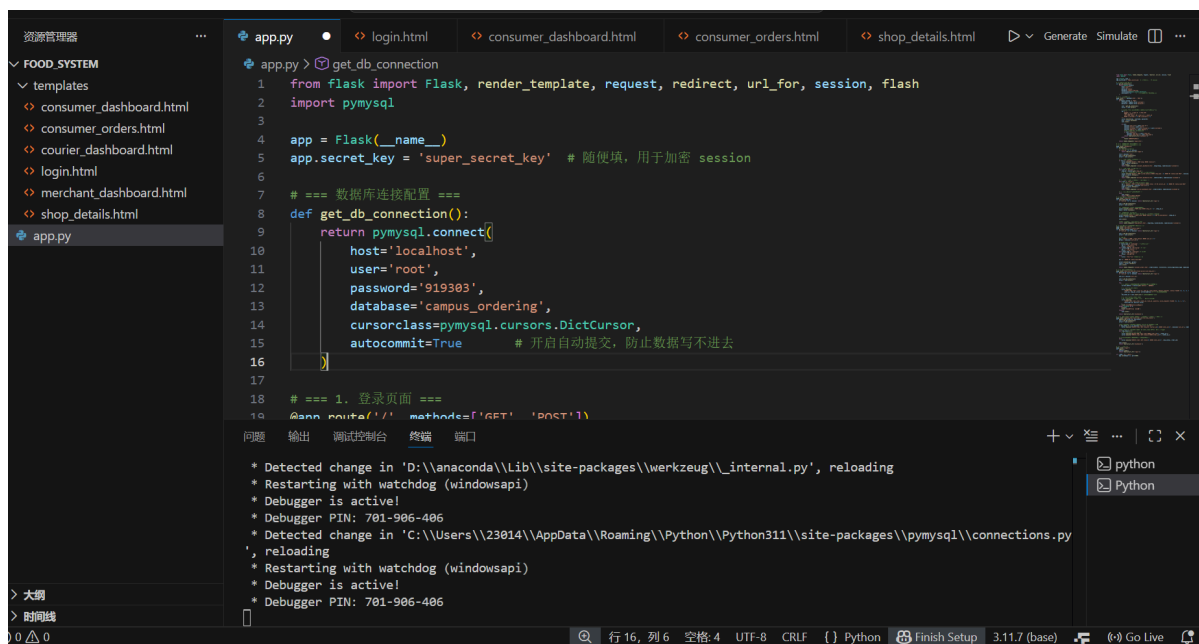 资源管理器 ···
FOOD_SYSTEM
templates
consumer_dashboard.html
consumer_orders.html
courier_dashboard.html
login.html
merchant_dashboard.html
shop_details.html
app.py
大纲
时间线
app.py login.html consumer_dashboard.html consumer_orders.html shop_details.html Generate Simulate ···
app.py > get_db_connection
1 from flask import Flask, render_template, request, redirect, url_for, session, flash
2 import pymysql
3
4 app = Flask(__name__)
5 app.secret_key = 'super_secret_key' # 随便填，用于加密 session
6
7 # === 数据库连接配置 ===
8 def get_db_connection():
9 return pymysql.connect(
10 host='localhost',
11 user='root',
12 password='919303',
13 database='campus_ordering',
14 cursorclass=pymysql.cursors.DictCursor,
15 autocommit=True # 开启自动提交，防止数据写不进去
16 )
17
18 # === 1. 登录页面 ===
19 @app.route('/', methods=['GET', 'POST'])
问题 输出 调试控制台 终端 端口
* Detected change in 'D:\\anaconda\\Lib\\site-packages\\werkzeug\\_internal.py', reloading
* Restarting with watchdog (windowsapi)
* Debugger is active!
* Debugger PIN: 701-906-406
* Detected change in 'C:\\Users\\23014\\AppData\\Roaming\\Python\\Python311\\site-packages\\pymysql\\connections.py
', reloading
* Restarting with watchdog (windowsapi)
* Debugger is active!
* Debugger PIN: 701-906-406
python
Python
0 0 行 16，列 6 空格: 4 UTF-8 CRLF { } Python Finish Setup 3.11.7 (base) Go Live